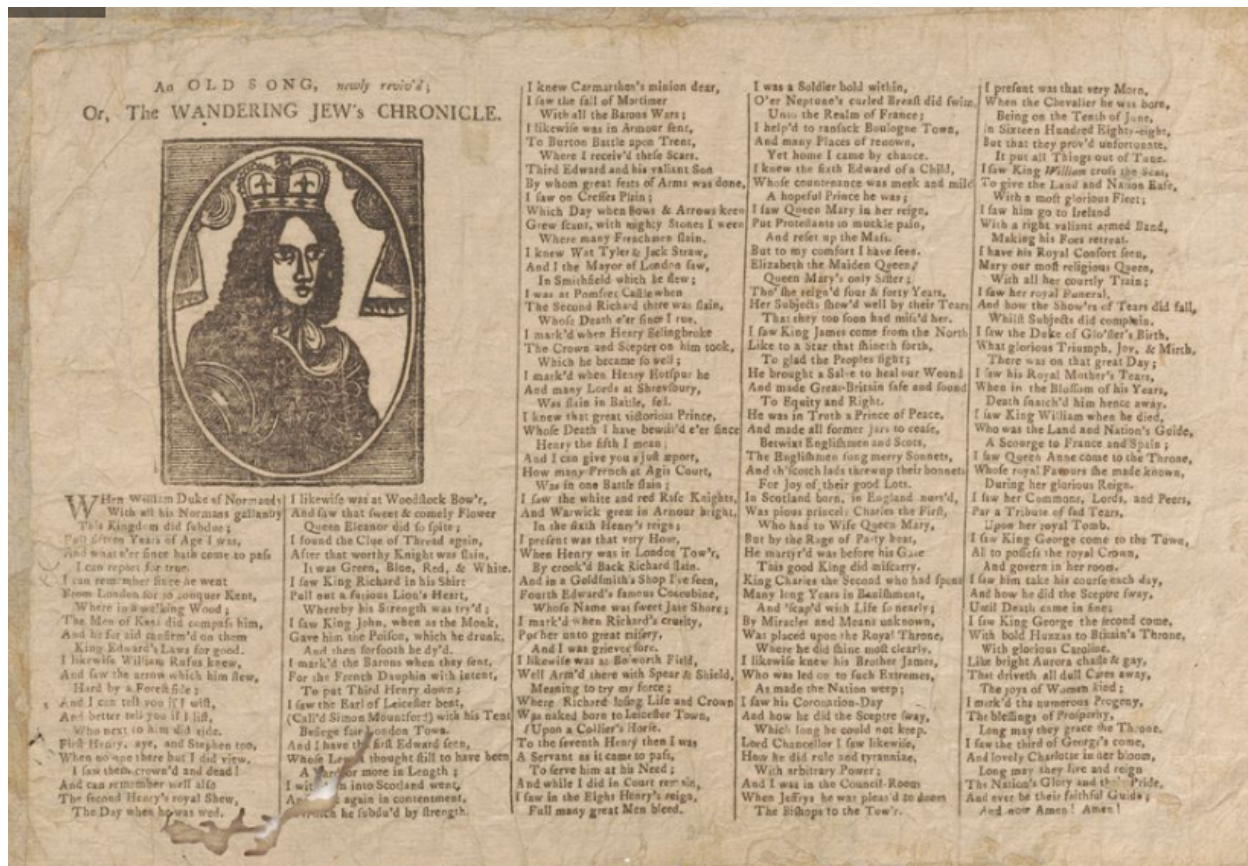 An OLD SONG, newly reviv'd;
Or, The WANDERING JEW's CHRONICLE.
WHen William Duke of Normandy
With all his Normans gallantry
This Kingdom did subdue;
Full fifteen Years of Age I was,
And what e'er since hath come to pass
I can report for true.
I can remember since he went
From London for to conquer Kent,
Where in a walking Wood;
The Men of Kent did compass him,
And he for aid confirm'd on them
King Edward's Laws for good.
I likewise William Rufus knew,
And saw the arrow which him slew,
Hard by a Forest side;
And I can tell you if I wist,
And better tell you if I list,
Who next to him did ride.
First Henry, aye, and Stephen too,
When no one there but I did view,
I saw them crown'd and dead!
And can remember well also
The second Henry's royal Shew,
The Day when he was wed.
I likewise was at Woodstock Bow'r,
And saw that sweet & comely Flower
Queen Eleanor did so spite;
I found the Clue of Thread again,
After that worthy Knight was slain,
It was Green, Blue, Red, & White.
I saw King Richard in his Shirt
Pull out a furious Lion's Heart,
Whereby his Strength was try'd;
I saw King John, when as the Monk,
Gave him the Poison, which he drunk,
And then forsooth he dy'd.
I mark'd the Barons when they sent,
For the French Dauphin with intent,
To put Third Henry down;
I saw the Earl of Leicester beat,
(Call'd Simon Mountford) with his Tent
Besiege fair London Town.
And I have the first Edward seen,
Whose thought still to have been
A Yard or more in Length;
I with into Scotland went,
again in contentment,
he subdu'd by strength.
I knew Carmarthen's minion dear,
I saw the fall of Mortimer
With all the Barons Wars;
I likewise was in Armour sent,
To Burton Battle upon Trent,
Where I receiv'd these Scars.
Third Edward and his valiant Son
By whom great fests of Arms was done,
I saw on Cresses Plain;
Which Day when Bows & Arrows keen
Grew scant, with mighty Stones I ween
Where many Frenchmen slain.
I knew Wat Tyler & Jack Straw,
And I the Mayor of London saw,
In Smithfield which he slew;
I was at Pomfret Castle when
The Second Richard there was slain,
Whose Death e'er since I rue.
I mark'd when Henry Bolingbroke
The Crown and Scepter on him took,
Which he became so well;
I mark'd when Henry Hotspur he
And many Lords at Shrewsbury,
Was slain in Battle, fell.
I knew that great victorious Prince,
Whose Death I have bewail'd e'er since
Henry the fifth I mean;
And I can give you a just report,
How many French at Agis Court,
Was in one Battle slain;
I saw the white and red Rose Knights,
And Warwick great in Armour bright,
In the sixth Henry's reign;
I present was that very Hour,
When Henry was in London Tow'r,
By crook'd Back Richard slain.
And in a Goldsmith's Shop I've seen,
Fourth Edward's famous Concubine,
Whose Name was sweet Jane Shore;
I mark'd when Richard's cruelty,
Put her unto great misery,
And I was grieved sore.
I likewise was at Bosworth Field,
Well Arm'd there with Spear & Shield,
Meaning to try my force;
Where Richard losing Life and Crown
Was naked born to Leicester Town,
Upon a Collier's Horse.
To the seventh Henry then I was
A Servant as it came to pass,
To serve him at his Need;
And while I did in Court remain,
I saw in the Eight Henry's reign,
Full many great Men bleed.
I was a Soldier bold within,
O'er Neptune's curled Breast did swim,
Unto the Realm of France;
I help'd to ransack Boulogne Town,
And many Places of renown,
Yet home I came by chance.
I knew the sixth Edward of a Child,
Whose countenance was meek and mild
A hopeful Prince he was;
I saw Queen Mary in her reign,
Put Protestants to muckle pain,
And reset up the Mass.
But to my comfort I have seen.
Elizabeth the Maiden Queen,
Queen Mary's only Sister;
Tho' she reign'd four & forty Years,
Her Subjects shew'd well by their Tears
That they too soon had miss'd her.
I saw King James come from the North
Like to a Star that shineth forth,
To glad the Peoples sight;
He brought a Salve to heal our Wound
And made Great-Britain safe and sound
To Equity and Right.
He was in Truth a Prince of Peace,
And made all former Jars to cease,
Betwixt Englishmen and Scots,
The Englishmen sung merry Sonnets,
And th'scotch lads threw up their bonnets
For Joy of their good Lots.
In Scotland born, in England nurs'd,
Was pious princely Charles the First,
Who had to Wife Queen Mary,
But by the Rage of Party heat,
He martyr'd was before his Gate
This good King did miscarry.
King Charles the Second who had spent
Many long Years in Banishment,
And 'scap'd with Life so nearly;
By Miracles and Means unknown,
Was placed upon the Royal Throne,
Where he did shine most clearly.
I likewise knew his Brother James,
Who was led on to such Extremes,
As made the Nation weep;
I saw his Coronation-Day
And how he did the Sceptre sway,
Which long he could not keep.
Lord Chancellor I saw likewise,
How he did rule and tyrannize,
With arbitrary Power;
And I was in the Council-Room
When Jeffrys he was pleas'd to doom
The Bishops to the Tow'r.
I present was that very Morn,
When the Chevalier he was born,
Being on the Tenth of June,
In Sixteen Hundred Eighty-eight,
But that they prov'd unfortunate,
It put all Things out of Tune.
I saw King William cross the Seas,
To give the Land and Nation Ease,
With a most glorious Fleet;
I saw him go to Ireland
With a right valiant armed Band,
Making his Foes retreat.
I have his Royal Consort seen,
Mary our most religious Queen,
With all her courtly Train;
I saw her royal Funeral,
And how the Show'rs of Tears did fall,
Whilst Subjects did complain.
I saw the Duke of Glo'ster's Birth,
What glorious Triumph, Joy, & Mirth,
There was on that great Day;
I saw his Royal Mother's Tears,
When in the Blossom of his Years,
Death snatch'd him hence away.
I saw King William when he died,
Who was the Land and Nation's Guide,
A Scourge to France and Spain;
I saw Queen Anne come to the Throne,
Whose royal Favours she made known,
During her glorious Reign.
I saw her Commons, Lords, and Peers,
Pay a Tribute of sad Tears,
Upon her royal Tomb.
I saw King George come to the Town,
All to possess the royal Crown,
And govern in her room.
I saw him take his course each day,
And how he did the Sceptre sway,
Until Death came in fine;
I saw King George the second come,
With bold Huzzas to Britain's Throne,
With glorious Caroline.
Like bright Aurora chaste & gay,
That driveth all dull Cares away,
The joys of Women kind;
I mark'd the numerous Progeny,
The blessings of Prosperity,
Long may they grace the Throne.
I saw the third of George's come,
And lovely Charlotte in her bloom,
Long may they live and reign
The Nation's Glory and the Pride,
And ever be their faithful Guide;
And now Amen! Amen!